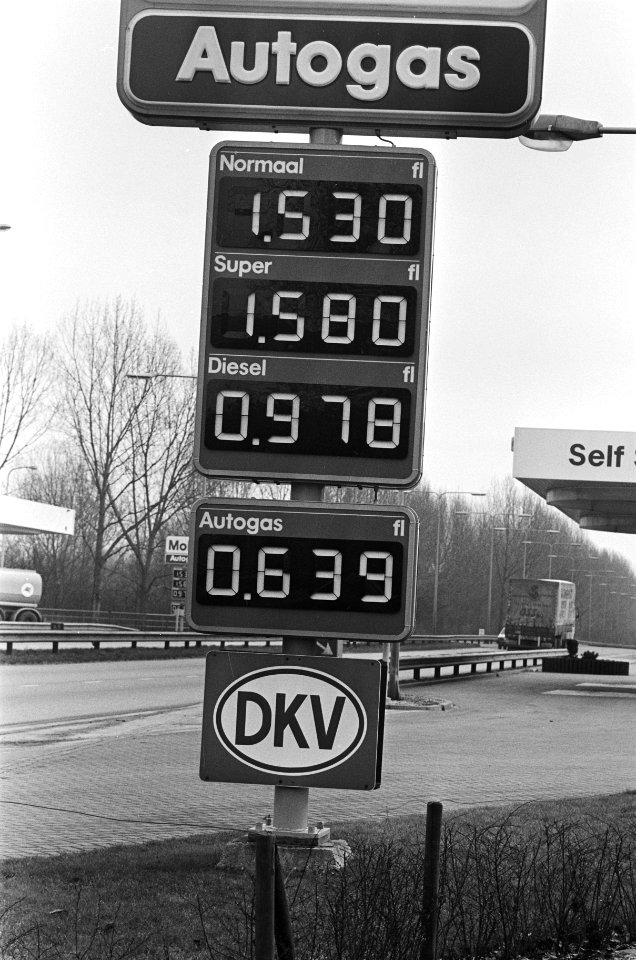 Autogas
Normaal fl
1.530
Super fl
1.580
Diesel fl
0.978
Self
Autogas fl
0.639
Mo
DKV